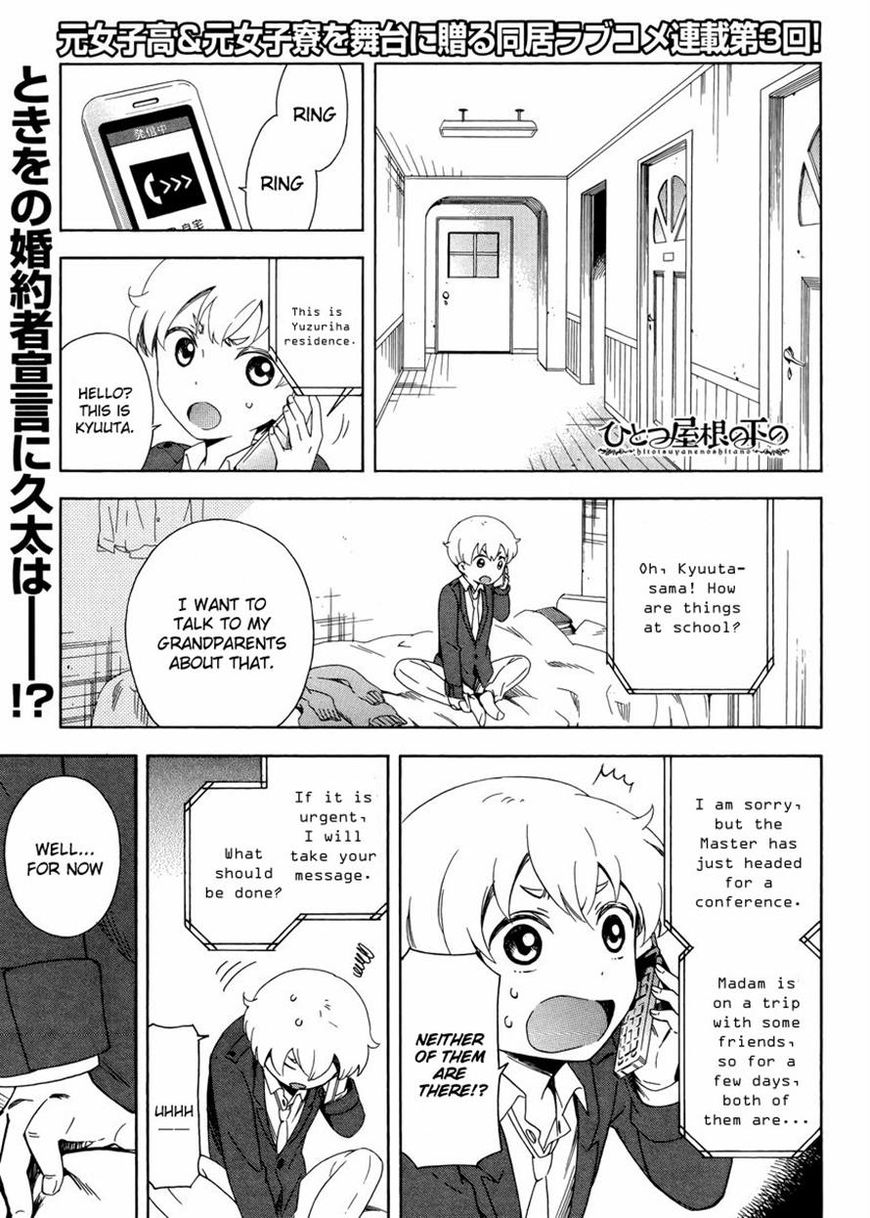 元女子高&元女子寮を舞台に贈る同居ラブコメ連載第3回!
ときをの婚約者宣言に久太は――!?
ひとつ屋根の下の
hitotsuyanenoshitano
発信中
>>>
自宅
RING
RING
This is
Yuzuriha
residence.
HELLO?
THIS IS
KYUUTA.
Oh, Kyuuta-
sama! How
are things
at school?
I WANT TO
TALK TO MY
GRANDPARENTS
ABOUT THAT.
I am sorry,
but the
Master has
just headed
for a
conference.
Madam is
on a trip
with some
friends,
so for a
few days,
both of
them are...
NEITHER
OF THEM
ARE
THERE!?
If it is
urgent,
I will
take your
message.
What
should
be done?
UHHH
——
WELL...
FOR NOW